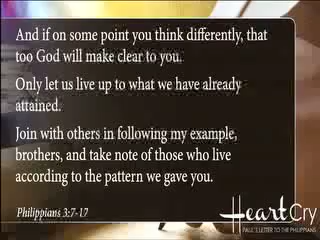 And if on some point you think differently, that
too God will make clear to you.
Only let us live up to what we have already
attained.
Join with others in following my example,
brothers, and take note of those who live
according to the pattern we gave you.
Philippians 3:7-17
HeartCry
PAUL'S LETTER TO THE PHILIPPIANS